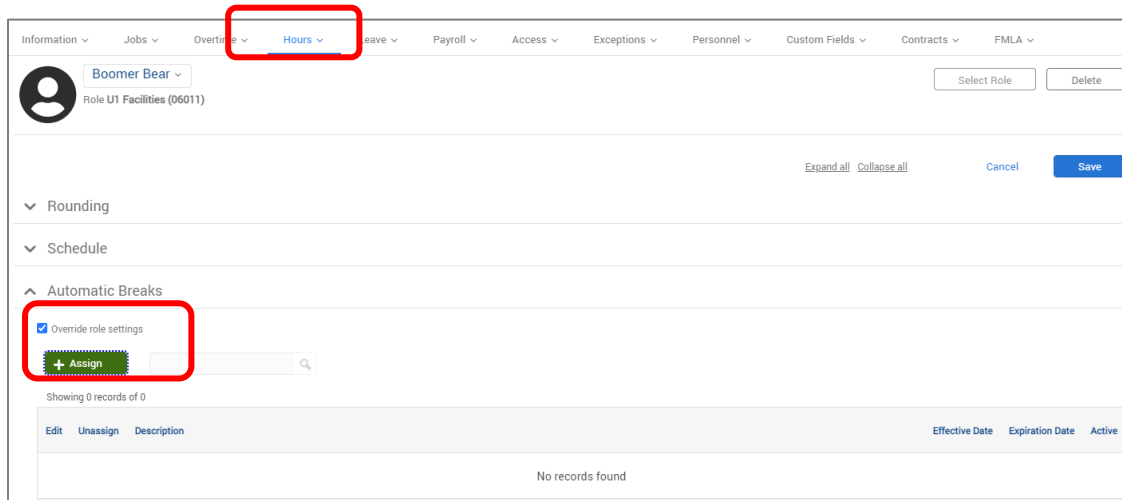 Information Jobs Overtime Hours Leave Payroll Access Exceptions Personnel Custom Fields Contracts FMLA
Boomer Bear
Select Role Delete
Role U1 Facilities (06011)
Expand all Collapse all Cancel Save
Rounding
Schedule
Automatic Breaks
Override role settings
+ Assign
Showing 0 records of 0
Edit Unassign Description Effective Date Expiration Date Active
No records found